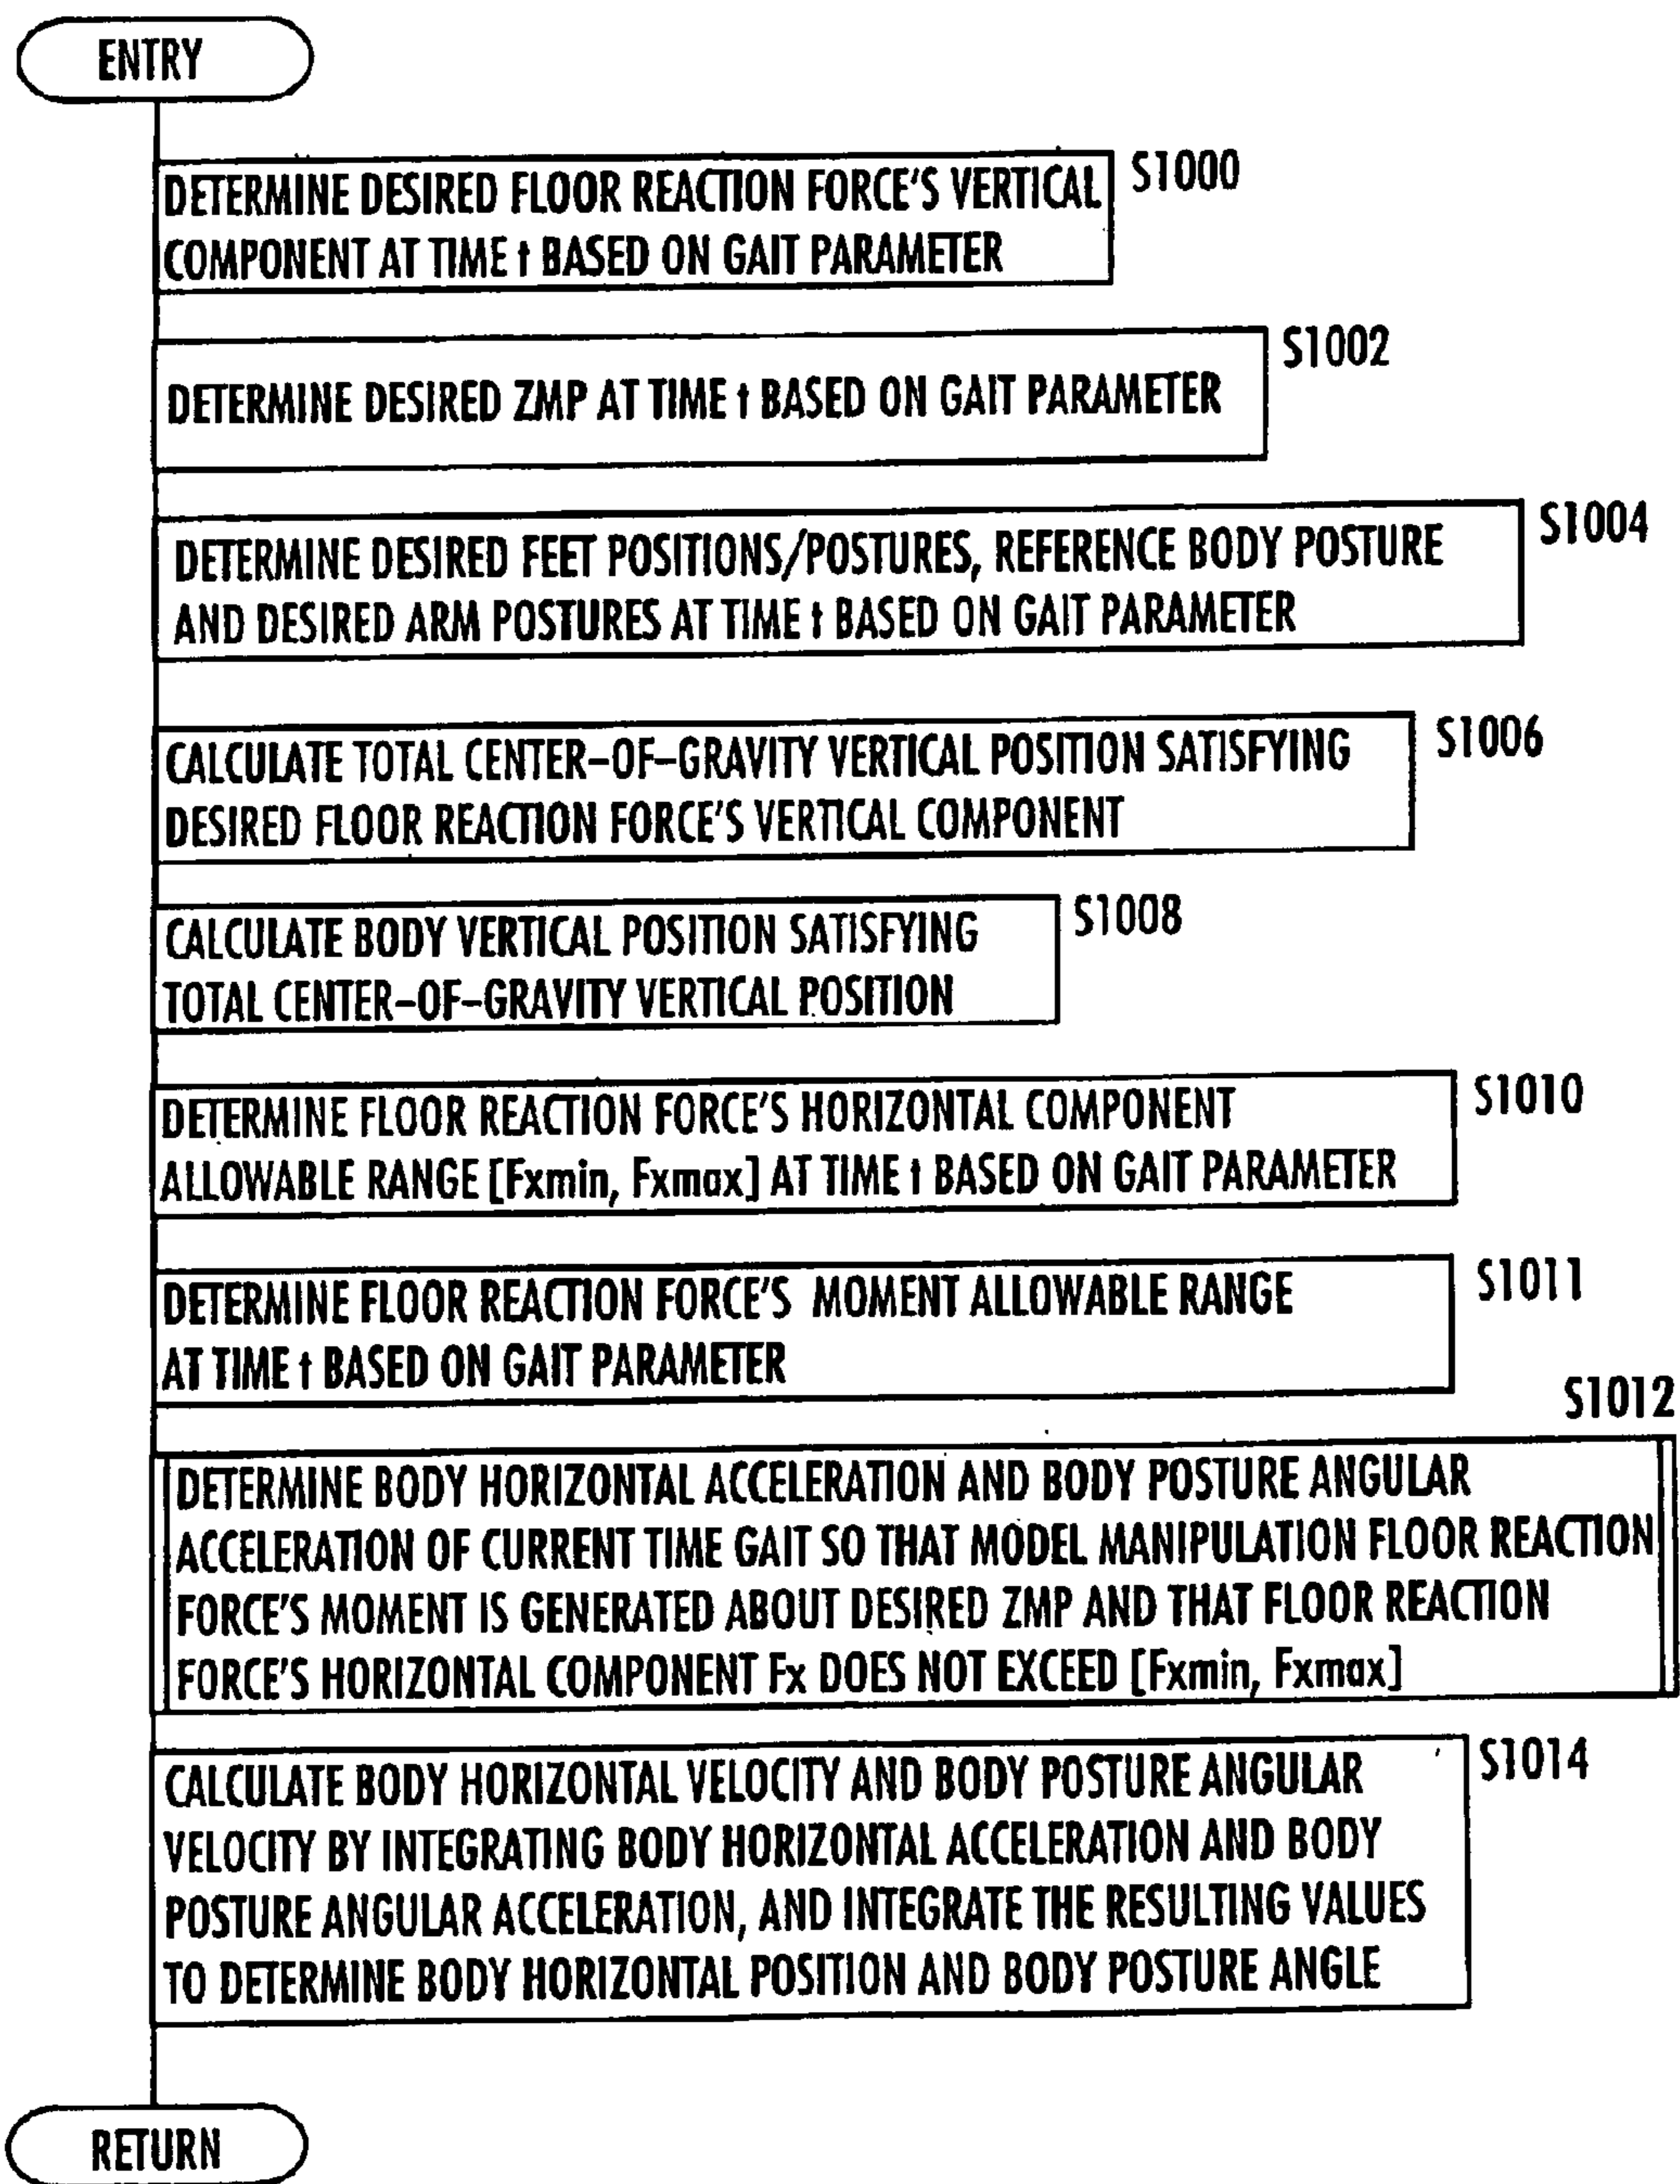 ENTRY
S1000
DETERMINE DESIRED FLOOR REACTION FORCE'S VERTICAL
COMPONENT AT TIME t BASED ON GAIT PARAMETER
S1002
DETERMINE DESIRED ZMP AT TIME t BASED ON GAIT PARAMETER
S1004
DETERMINE DESIRED FEET POSITIONS/POSTURES, REFERENCE BODY POSTURE
AND DESIRED ARM POSTURES AT TIME t BASED ON GAIT PARAMETER
S1006
CALCULATE TOTAL CENTER-OF-GRAVITY VERTICAL POSITION SATISFYING
DESIRED FLOOR REACTION FORCE'S VERTICAL COMPONENT
S1008
CALCULATE BODY VERTICAL POSITION SATISFYING
TOTAL CENTER-OF-GRAVITY VERTICAL POSITION
S1010
DETERMINE FLOOR REACTION FORCE'S HORIZONTAL COMPONENT
ALLOWABLE RANGE [Fxmin, Fxmax] AT TIME t BASED ON GAIT PARAMETER
S1011
DETERMINE FLOOR REACTION FORCE'S MOMENT ALLOWABLE RANGE
AT TIME t BASED ON GAIT PARAMETER
S1012
DETERMINE BODY HORIZONTAL ACCELERATION AND BODY POSTURE ANGULAR
ACCELERATION OF CURRENT TIME GAIT SO THAT MODEL MANIPULATION FLOOR REACTION
FORCE'S MOMENT IS GENERATED ABOUT DESIRED ZMP AND THAT FLOOR REACTION
FORCE'S HORIZONTAL COMPONENT Fx DOES NOT EXCEED [Fxmin, Fxmax]
S1014
CALCULATE BODY HORIZONTAL VELOCITY AND BODY POSTURE ANGULAR
VELOCITY BY INTEGRATING BODY HORIZONTAL ACCELERATION AND BODY
POSTURE ANGULAR ACCELERATION, AND INTEGRATE THE RESULTING VALUES
TO DETERMINE BODY HORIZONTAL POSITION AND BODY POSTURE ANGLE
RETURN